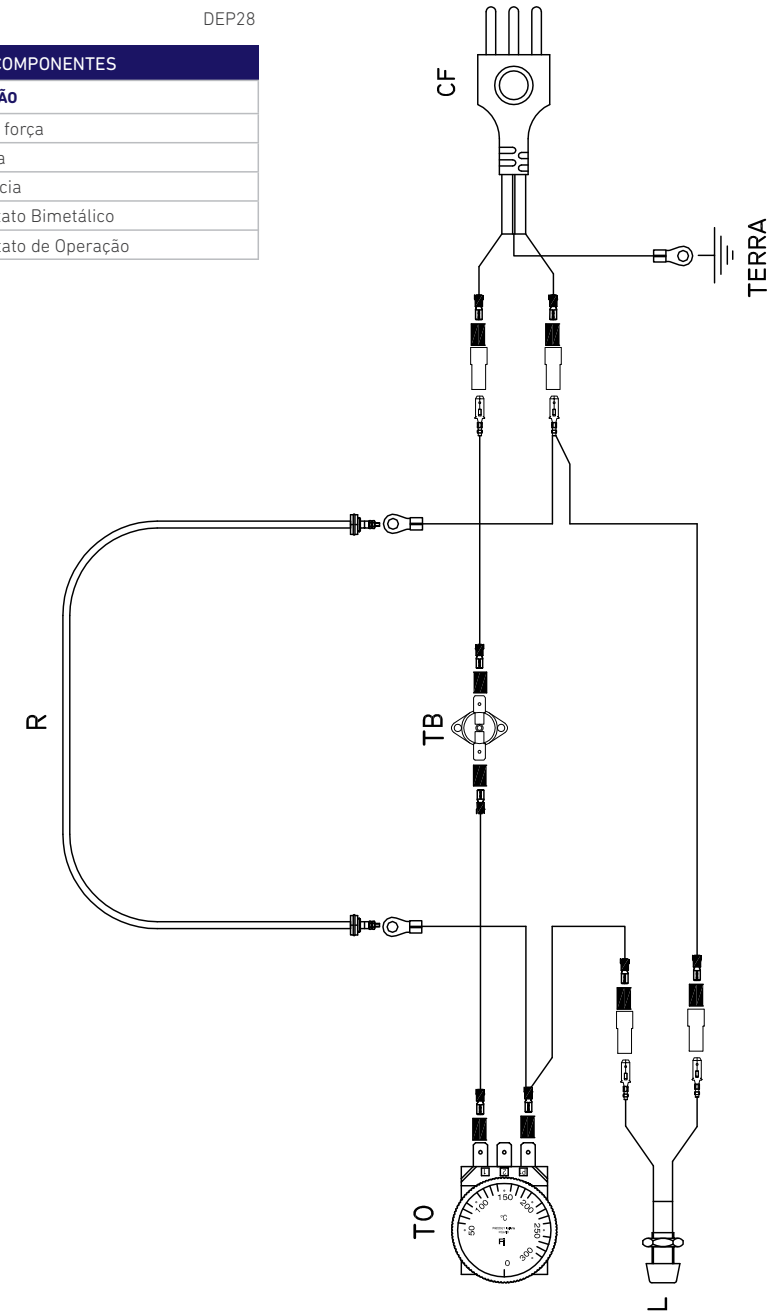 DEP28
COMPONENTES
ÃO
força
a
cia
ato Bimetálico
ato de Operação
CF
TERRA
R
TB
TO
0
50
100
150
200
250
300
°C
L